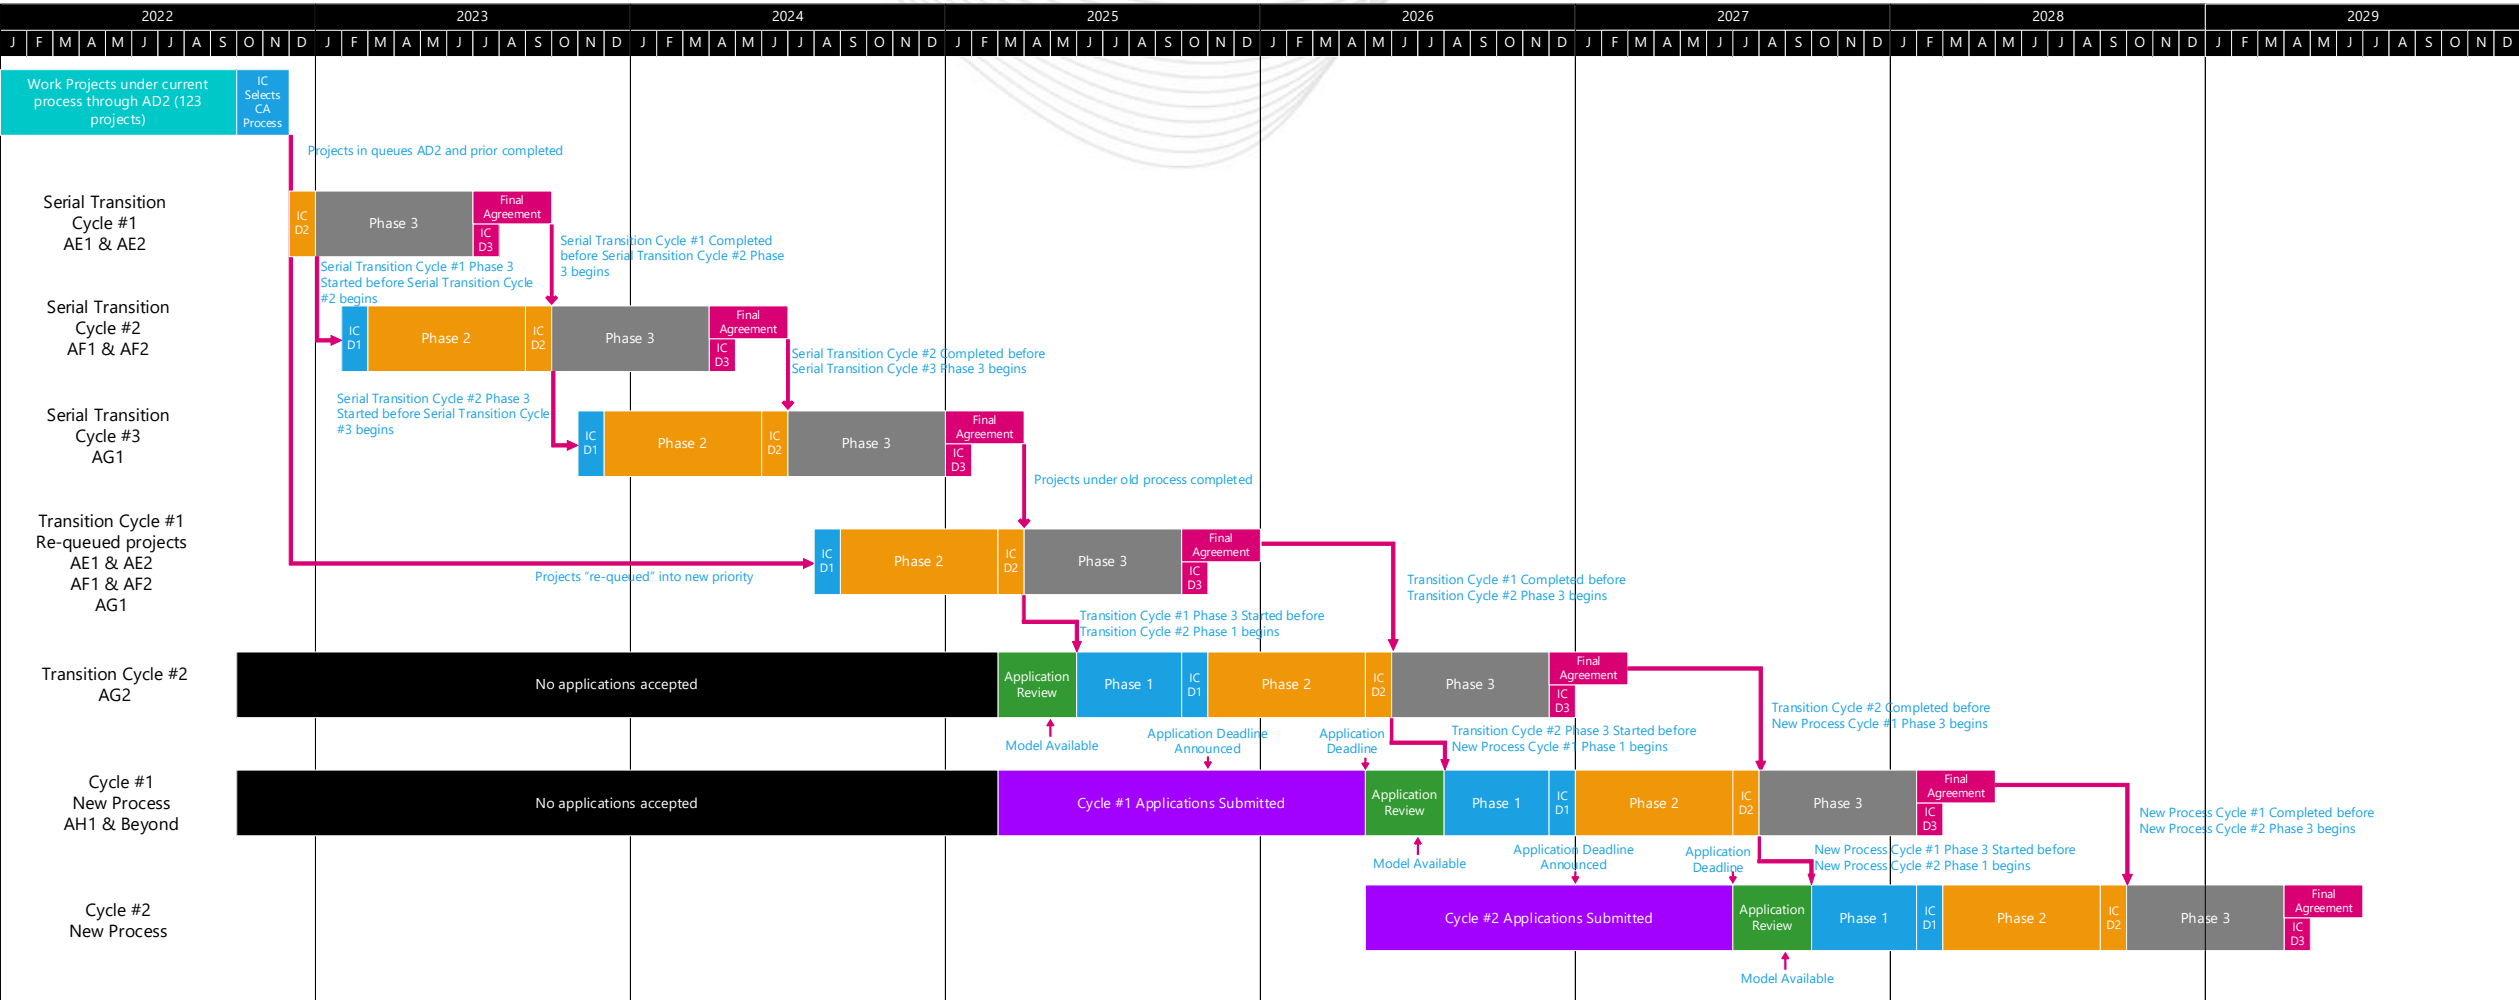 2022 2023 2024 2025 2026 2027 2028 2029
J F M A M J J A S O N D J F M A M J J A S O N D J F M A M J J A S O N D J F M A M J J A S O N D J F M A M J J A S O N D J F M A M J J A S O N D J F M A M J J A S O N D J F M A M J J A S O N D
Work Projects under current
process through AD2 (123
projects)
IC
Selects
CA
Process
Projects in queues AD2 and prior completed
Serial Transition
Cycle #1
AE1 & AE2
IC
D2
Phase 3
Final
Agreement
IC
D3
Serial Transition Cycle #1 Completed
before Serial Transition Cycle #2 Phase
3 begins
Serial Transition Cycle #1 Phase 3
Started before Serial Transition Cycle
#2 begins
Serial Transition
Cycle #2
AF1 & AF2
IC
D1
Phase 2
IC
D2
Phase 3
Final
Agreement
IC
D3
Serial Transition Cycle #2 Completed before
Serial Transition Cycle #3 Phase 3 begins
Serial Transition Cycle #2 Phase 3
Started before Serial Transition Cycle
#3 begins
Serial Transition
Cycle #3
AG1
IC
D1
Phase 2
IC
D2
Phase 3
Final
Agreement
IC
D3
Projects under old process completed
Transition Cycle #1
Re-queued projects
AE1 & AE2
AF1 & AF2
AG1
Projects “re-queued” into new priority
IC
D1
Phase 2
IC
D2
Phase 3
Final
Agreement
IC
D3
Transition Cycle #1 Completed before
Transition Cycle #2 Phase 3 begins
Transition Cycle #1 Phase 3 Started before
Transition Cycle #2 Phase 1 begins
Transition Cycle #2
AG2
No applications accepted
Application
Review
Phase 1
IC
D1
Phase 2
IC
D2
Phase 3
Final
Agreement
IC
D3
Transition Cycle #2 Completed before
New Process Cycle #1 Phase 3 begins
Model Available
Application Deadline
Announced
Application
Deadline
Transition Cycle #2 Phase 3 Started before
New Process Cycle #1 Phase 1 begins
Cycle #1
New Process
AH1 & Beyond
No applications accepted
Cycle #1 Applications Submitted
Application
Review
Phase 1
IC
D1
Phase 2
IC
D2
Phase 3
Final
Agreement
IC
D3
New Process Cycle #1 Completed before
New Process Cycle #2 Phase 3 begins
Model Available
Application Deadline
Announced
Application
Deadline
New Process Cycle #1 Phase 3 Started before
New Process Cycle #2 Phase 1 begins
Cycle #2
New Process
Cycle #2 Applications Submitted
Application
Review
Phase 1
IC
D1
Phase 2
IC
D2
Phase 3
Final
Agreement
IC
D3
Model Available